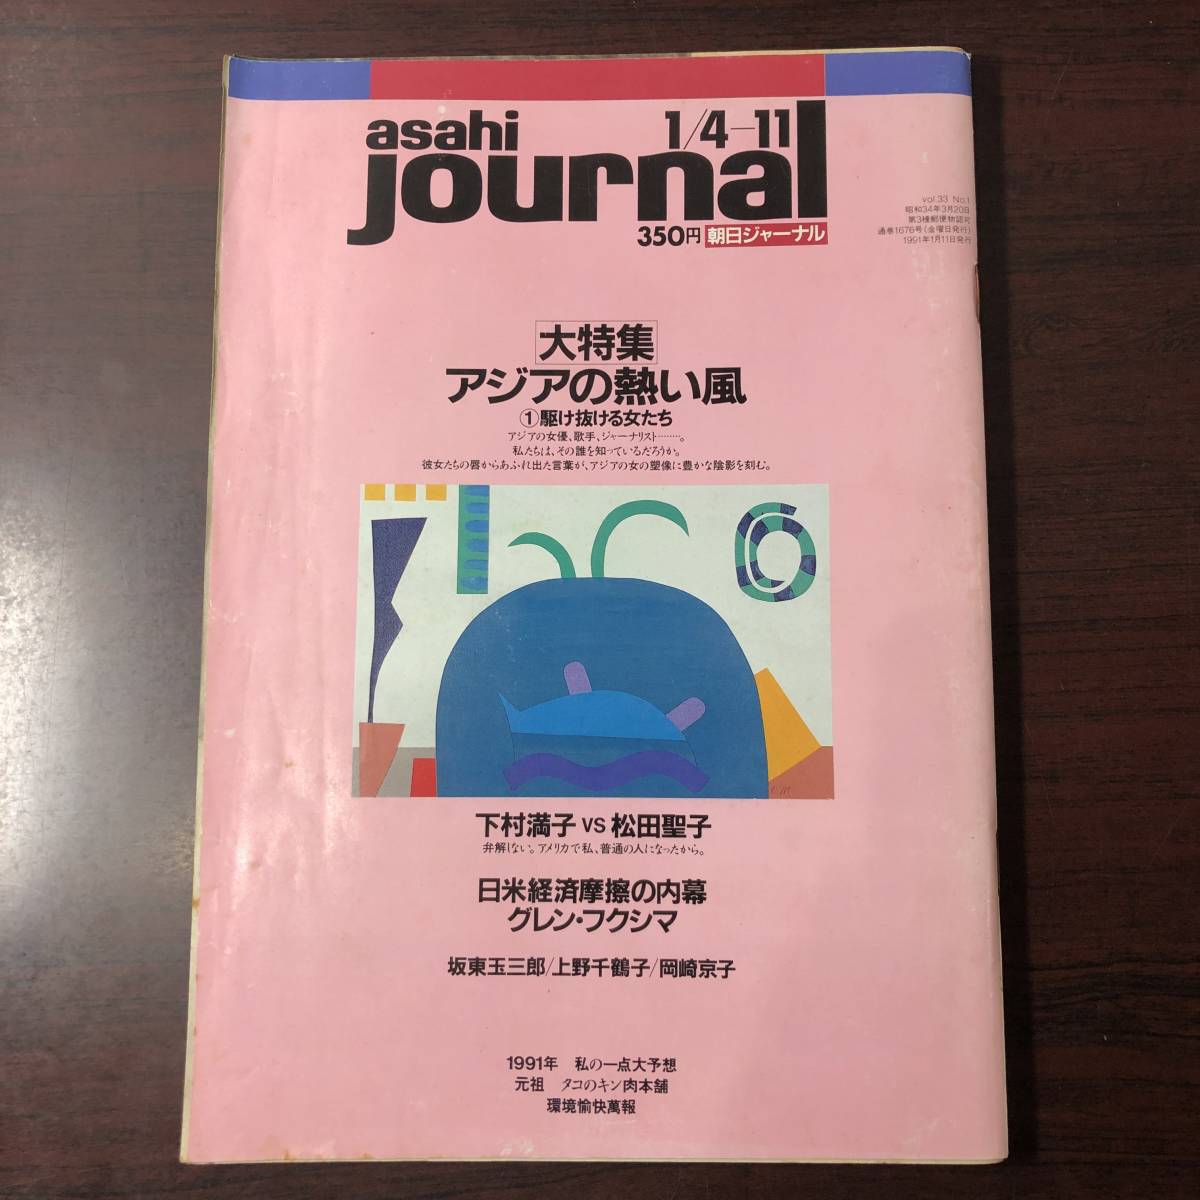 asahi
journal
1/4–11
350円 朝日ジャーナル
vol.33 No.1
昭和34年3月20日
第3種郵便物認可
通巻1676号(金曜日発行)
1991年1月11日発行
大特集
アジアの熱い風
①駆け抜ける女たち
アジアの女優、歌手、ジャーナリスト………。
私たちは、その誰を知っているだろうか。
彼女たちの唇からあふれ出た言葉が、アジアの女の塑像に豊かな陰影を刻む。
下村満子 VS 松田聖子
弁解しない。アメリカで私、普通の人になったから。
日米経済摩擦の内幕
グレン・フクシマ
坂東玉三郎/上野千鶴子/岡崎京子
1991年 私の一点大予想
元祖 タコのキン肉本舗
環境愉快萬報